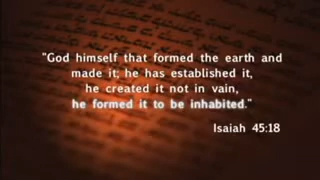 "God himself that formed the earth and
made it; he has established it,
he created it not in vain,
he formed it to be inhabited."
Isaiah 45:18